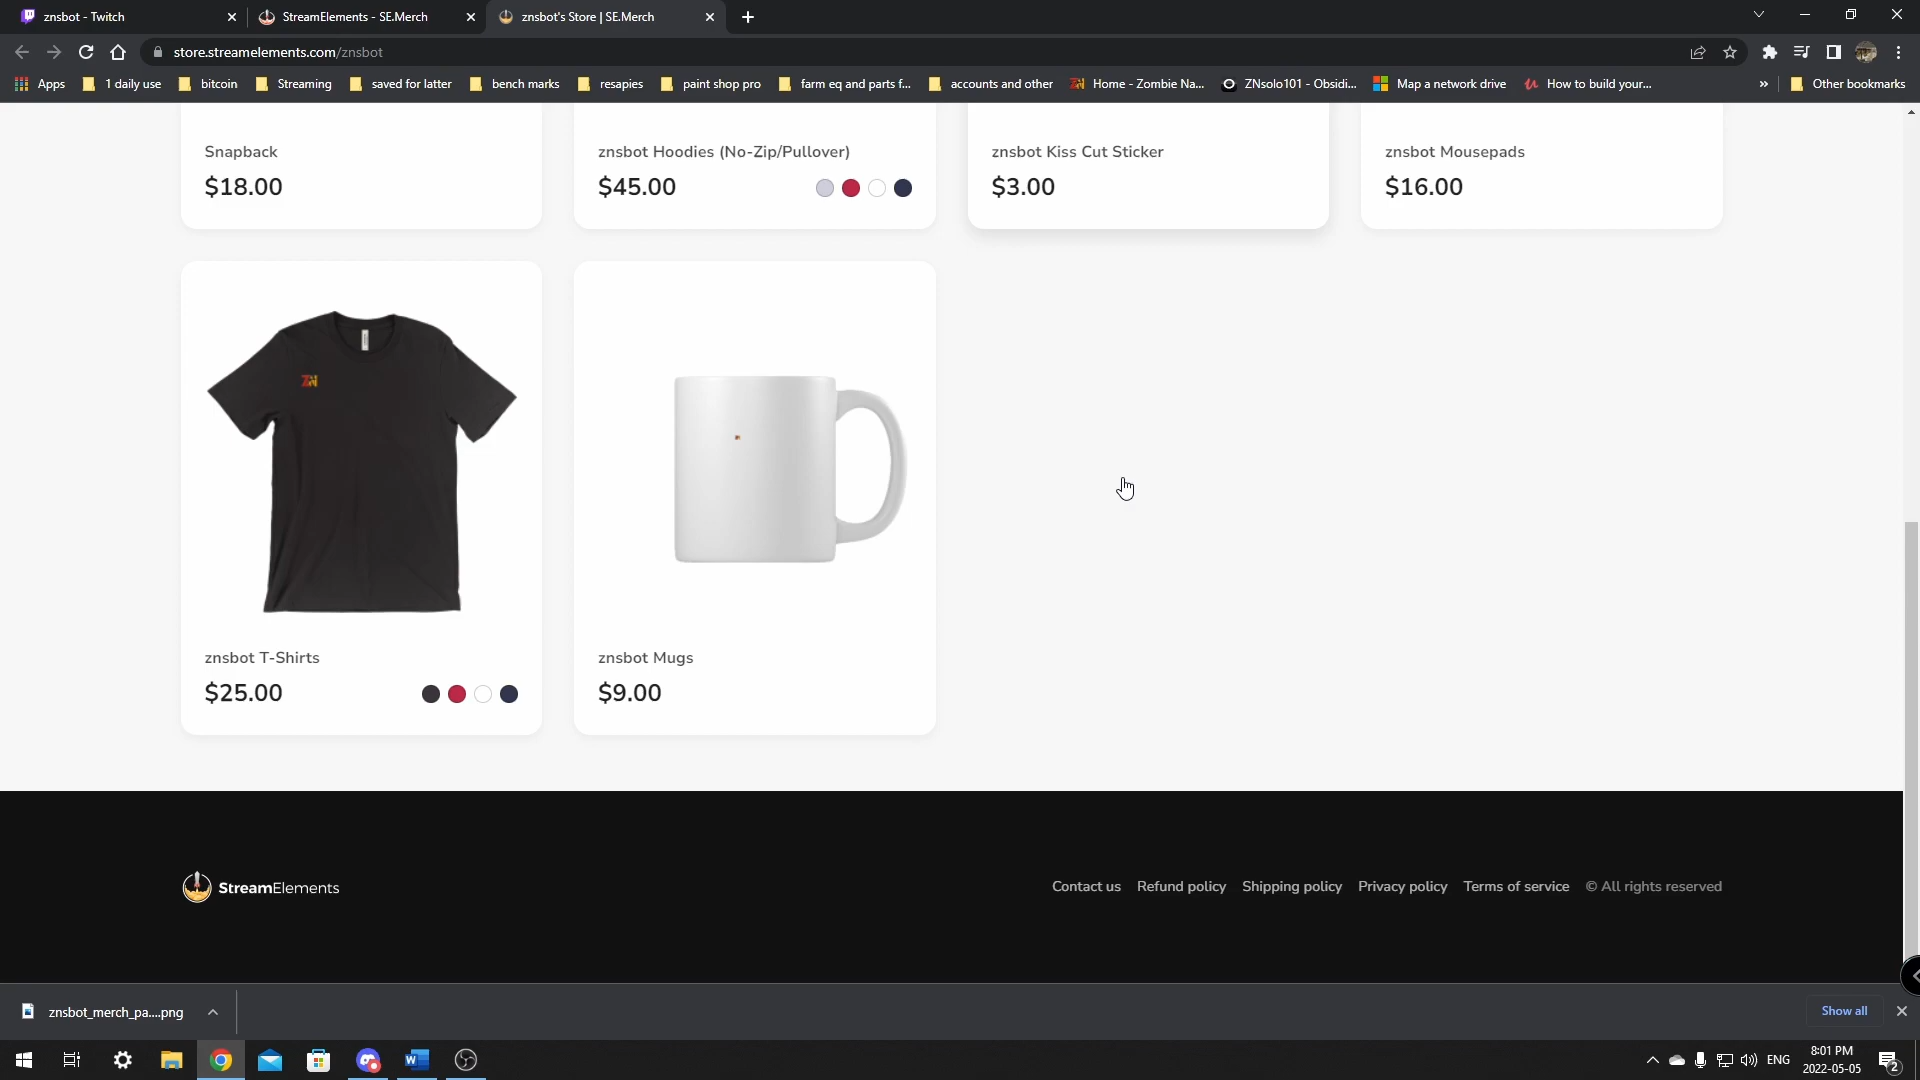 znsbot - Twitch
StreamElements - SE.Merch
znsbot's Store | SE.Merch
store.streamelements.com/znsbot
Apps
1 daily use
bitcoin
Streaming
saved for latter
bench marks
resapies
paint shop pro
farm eq and parts f...
accounts and other
Home - Zombie Na...
ZNsolo101 - Obsidi...
Map a network drive
How to build your...
»
Other bookmarks
Snapback
$18.00
znsbot Hoodies (No-Zip/Pullover)
$45.00
znsbot Kiss Cut Sticker
$3.00
znsbot Mousepads
$16.00
ZN
znsbot T-Shirts
$25.00
znsbot Mugs
$9.00
StreamElements
Contact us
Refund policy
Shipping policy
Privacy policy
Terms of service
© All rights reserved
znsbot_merch_pa....png
Show all
ENG
8:01 PM
2022-05-05
2